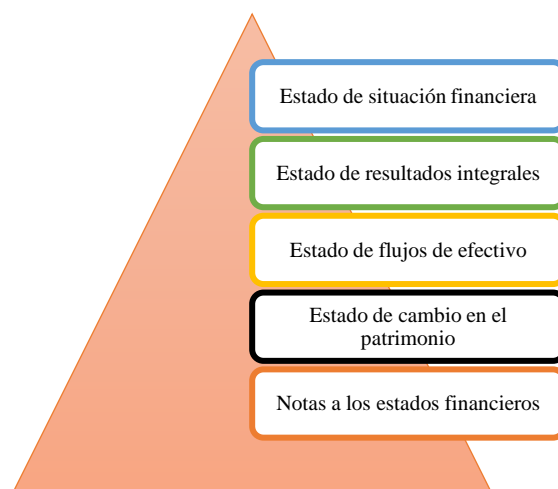 Estado de situación financiera
Estado de resultados integrales
Estado de flujos de efectivo
Estado de cambio en el
patrimonio
Notas a los estados financieros